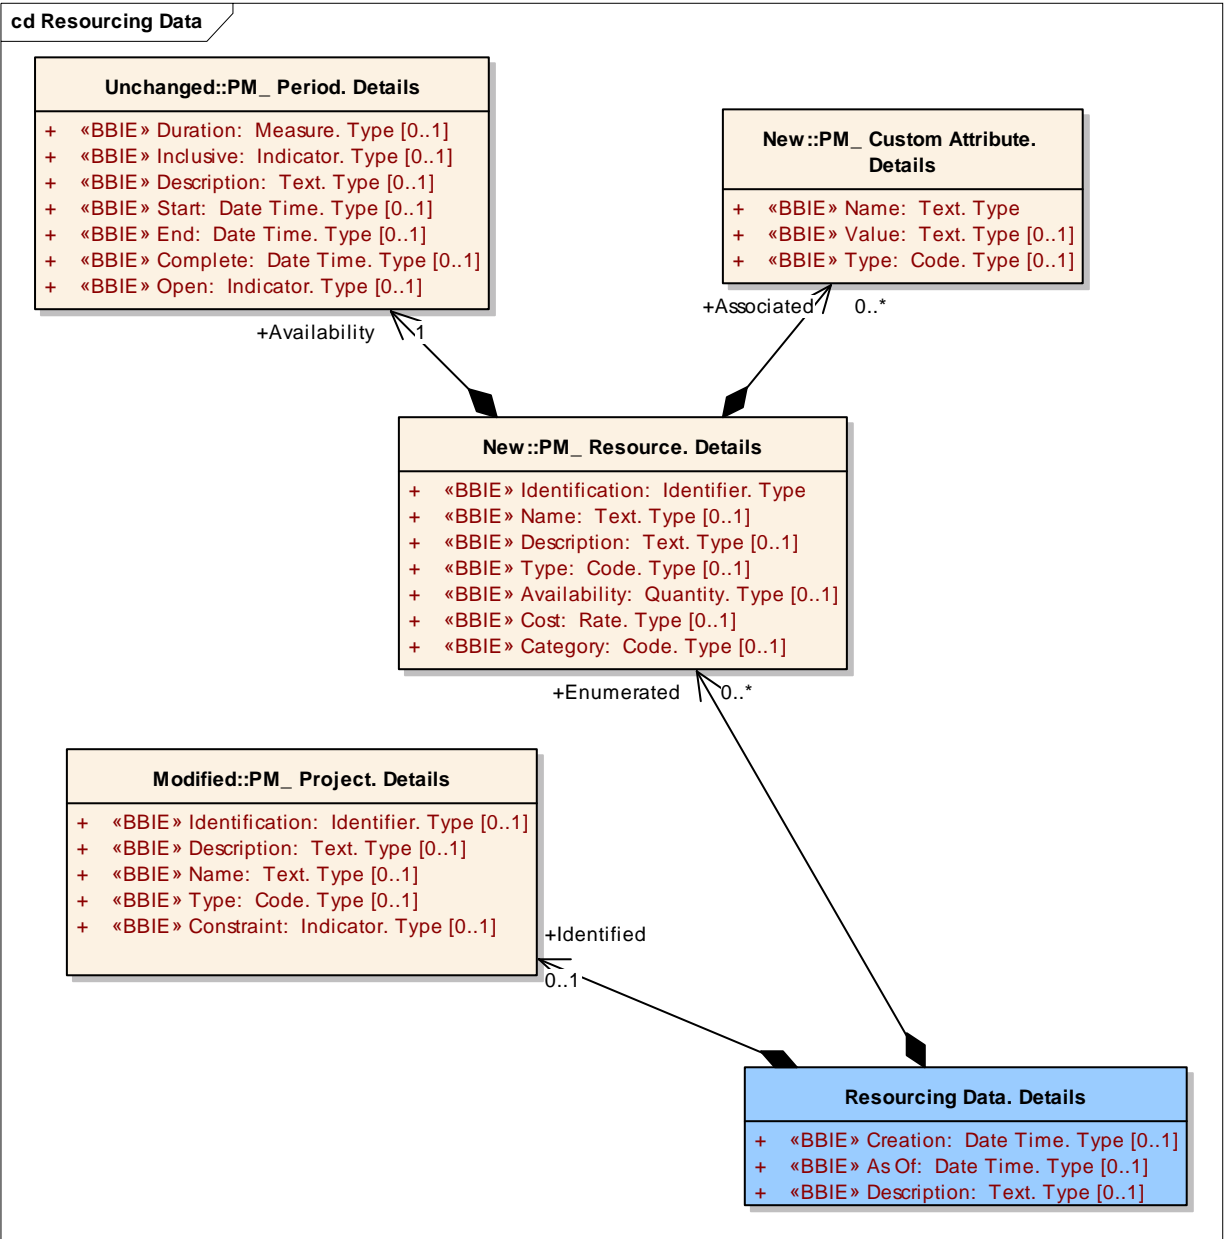 cd Resourcing Data
Unchanged::PM_ Period. Details
+ «BBIE» Duration: Measure. Type [0..1]
+ «BBIE» Inclusive: Indicator. Type [0..1]
+ «BBIE» Description: Text. Type [0..1]
+ «BBIE» Start: Date Time. Type [0..1]
+ «BBIE» End: Date Time. Type [0..1]
+ «BBIE» Complete: Date Time. Type [0..1]
+ «BBIE» Open: Indicator. Type [0..1]
New::PM_ Custom Attribute.
Details
+ «BBIE» Name: Text. Type
+ «BBIE» Value: Text. Type [0..1]
+ «BBIE» Type: Code. Type [0..1]
+Availability 1
+Associated 0..*
New::PM_ Resource. Details
+ «BBIE» Identification: Identifier. Type
+ «BBIE» Name: Text. Type [0..1]
+ «BBIE» Description: Text. Type [0..1]
+ «BBIE» Type: Code. Type [0..1]
+ «BBIE» Availability: Quantity. Type [0..1]
+ «BBIE» Cost: Rate. Type [0..1]
+ «BBIE» Category: Code. Type [0..1]
+Enumerated 0..*
Modified::PM_ Project. Details
+ «BBIE» Identification: Identifier. Type [0..1]
+ «BBIE» Description: Text. Type [0..1]
+ «BBIE» Name: Text. Type [0..1]
+ «BBIE» Type: Code. Type [0..1]
+ «BBIE» Constraint: Indicator. Type [0..1]
+Identified
0..1
Resourcing Data. Details
+ «BBIE» Creation: Date Time. Type [0..1]
+ «BBIE» As Of: Date Time. Type [0..1]
+ «BBIE» Description: Text. Type [0..1]